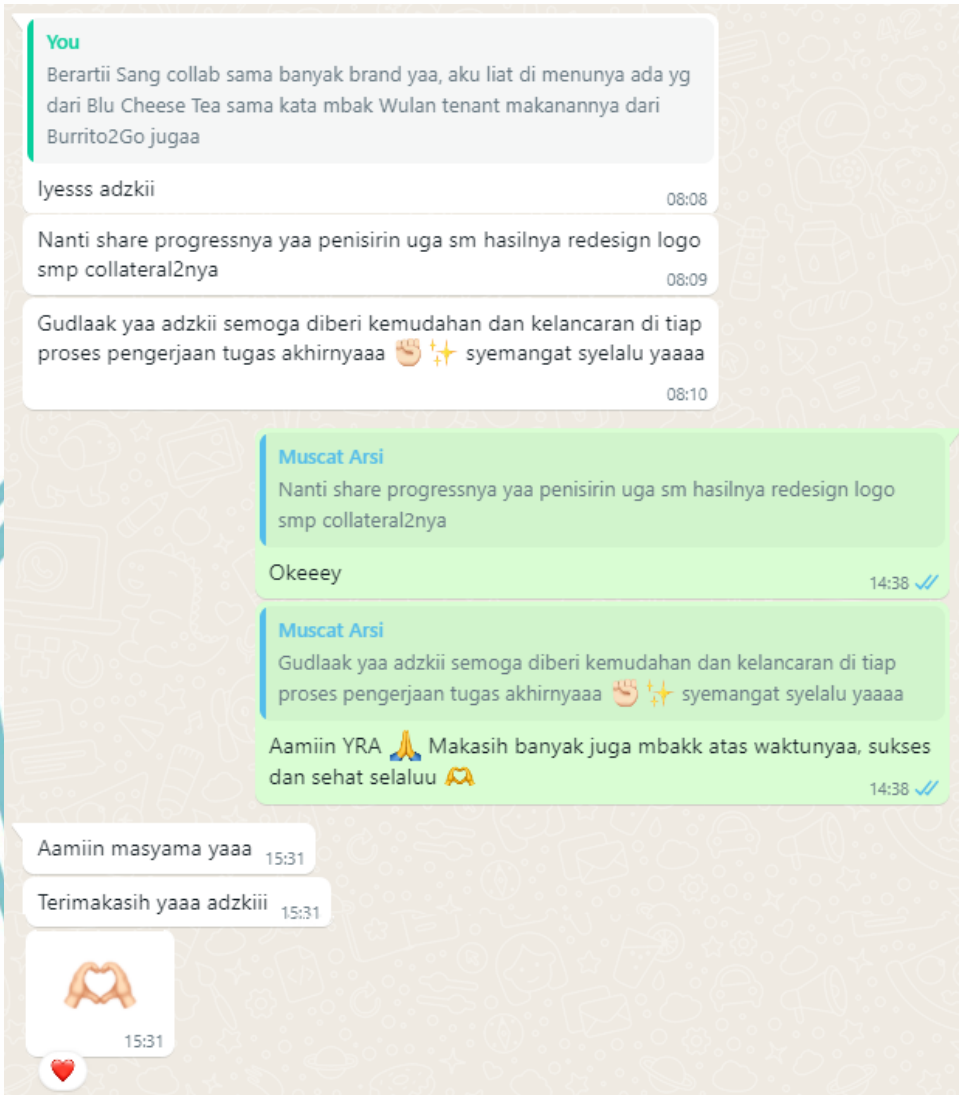 You
Berartii Sang collab sama banyak brand yaa, aku liat di menunya ada yg
dari Blu Cheese Tea sama kata mbak Wulan tenant makanannya dari
Burrito2Go jugaa
Iyesss adzkii
08:08
Nanti share progressnya yaa penisirin uga sm hasilnya redesign logo
smp collateral2nya
08:09
Gudlaak yaa adzkii semoga diberi kemudahan dan kelancaran di tiap
proses pengerjaan tugas akhirnyaaa ✊🏻 ✨ syemangat syelalu yaaaa
08:10
Muscat Arsi
Nanti share progressnya yaa penisirin uga sm hasilnya redesign logo
smp collateral2nya
Okeeey
14:38
Muscat Arsi
Gudlaak yaa adzkii semoga diberi kemudahan dan kelancaran di tiap
proses pengerjaan tugas akhirnyaaa ✊🏻 ✨ syemangat syelalu yaaaa
Aamiin YRA 🙏 Makasih banyak juga mbakk atas waktunyaa, sukses
dan sehat selaluu 🫶
14:38
Aamiin masyama yaaa 15:31
Terimakasih yaaa adzkiii 15:31
🫶🏻
15:31
❤️